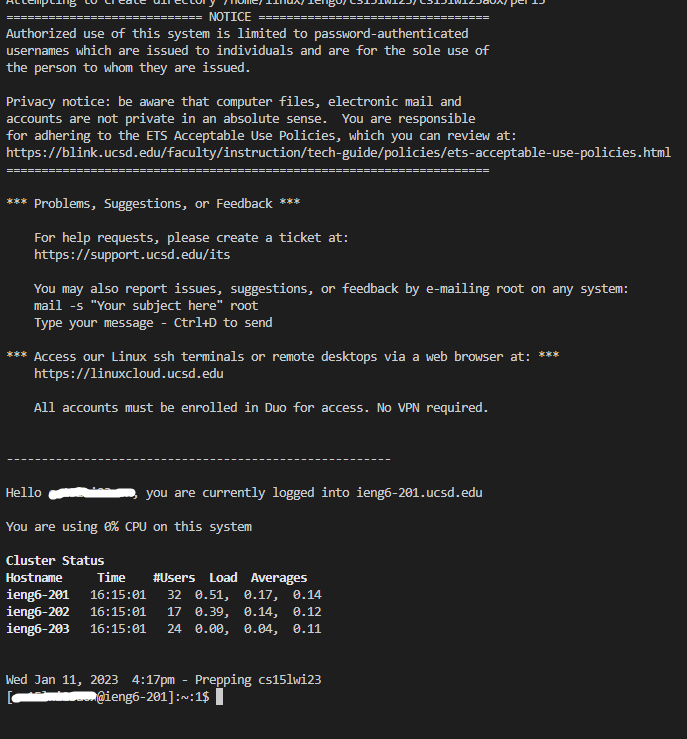 Attempting to create directory /home/linux/ieng6/cs15lwi23/cs15lwi23aox/perl5
============================ NOTICE =================================
Authorized use of this system is limited to password-authenticated
usernames which are issued to individuals and are for the sole use of
the person to whom they are issued.
Privacy notice: be aware that computer files, electronic mail and
accounts are not private in an absolute sense.  You are responsible
for adhering to the ETS Acceptable Use Policies, which you can review at:
https://blink.ucsd.edu/faculty/instruction/tech-guide/policies/ets-acceptable-use-policies.html
=====================================================================
*** Problems, Suggestions, or Feedback ***
For help requests, please create a ticket at:
https://support.ucsd.edu/its
You may also report issues, suggestions, or feedback by e-mailing root on any system:
mail -s "Your subject here" root
Type your message - Ctrl+D to send
*** Access our Linux ssh terminals or remote desktops via a web browser at: ***
https://linuxcloud.ucsd.edu
All accounts must be enrolled in Duo for access. No VPN required.
-------------------------------------------------------
Hello , you are currently logged into ieng6-201.ucsd.edu
You are using 0% CPU on this system
Cluster Status
Hostname     Time    #Users  Load  Averages
ieng6-201   16:15:01   32  0.51,  0.17,  0.14
ieng6-202   16:15:01   17  0.39,  0.14,  0.12
ieng6-203   16:15:01   24  0.00,  0.04,  0.11
Wed Jan 11, 2023  4:17pm - Prepping cs15lwi23
[@ieng6-201]:~:1$